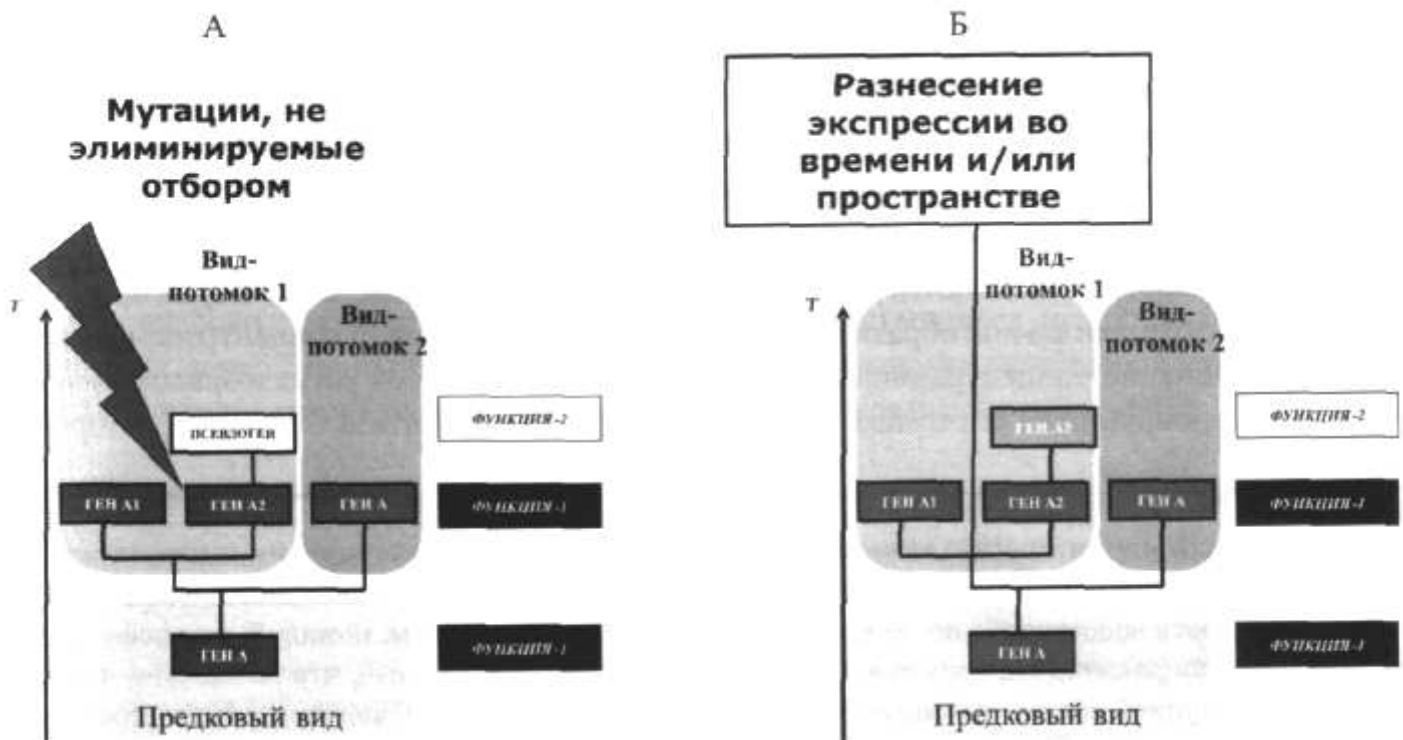 А
Мутации, не
элиминируемые
отбором
Вид-
потомок 1
Вид-
потомок 2
T
ПСЕВДОГЕН
ФУНКЦИЯ-2
ГЕН А1
ГЕН А2
ГЕН А
ФУНКЦИЯ-1
ГЕН А
ФУНКЦИЯ-1
Предковый вид
Б
Разнесение
экспрессии во
времени и/или
пространстве
Вид-
потомок 1
Вид-
потомок 2
T
ГЕН
ФУНКЦИЯ-2
ГЕН А1
ГЕН А2
ГЕН А
ФУНКЦИЯ-1
ГЕН А
ФУНКЦИЯ-1
Предковый вид